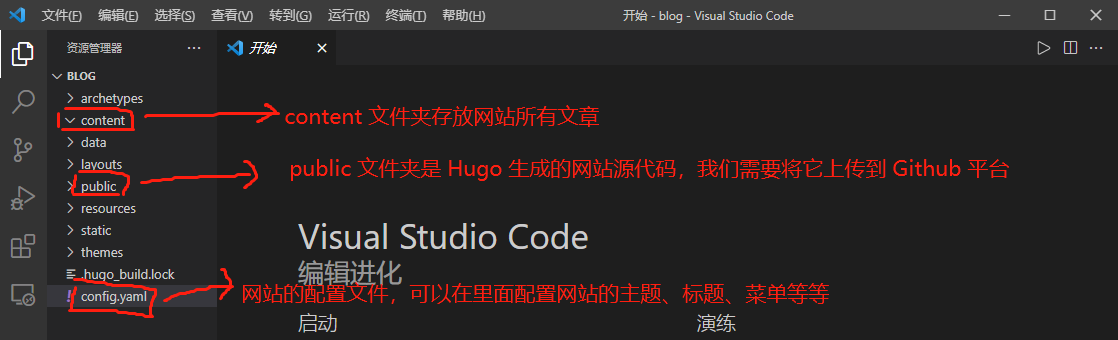 文件(F) 编辑(E) 选择(S) 查看(V) 转到(G) 运行(R) 终端(T) 帮助(H) 开始 - blog - Visual Studio Code
资源管理器 ··· 开始
BLOG
archetypes
content
content 文件夹存放网站所有文章
data
layouts
public 文件夹是 Hugo 生成的网站源代码，我们需要将它上传到 Github 平台
public
resources
static
Visual Studio Code
themes
编辑进化
.hugo_build.lock
config.yaml
网站的配置文件，可以在里面配置网站的主题、标题、菜单等等
启动 演练